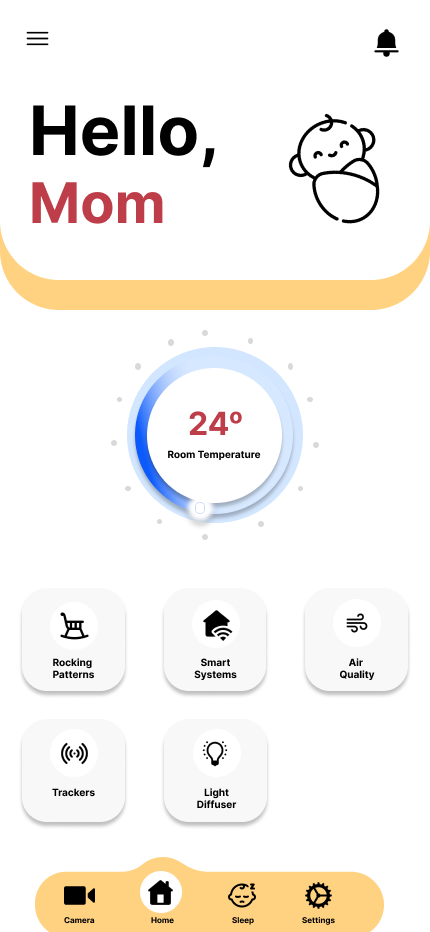 Hello,
Mom
24º
Room Temperature
Rocking
Patterns
Smart
Systems
Air
Quality
Trackers
Light
Diffuser
Camera
Home
Sleep
Settings